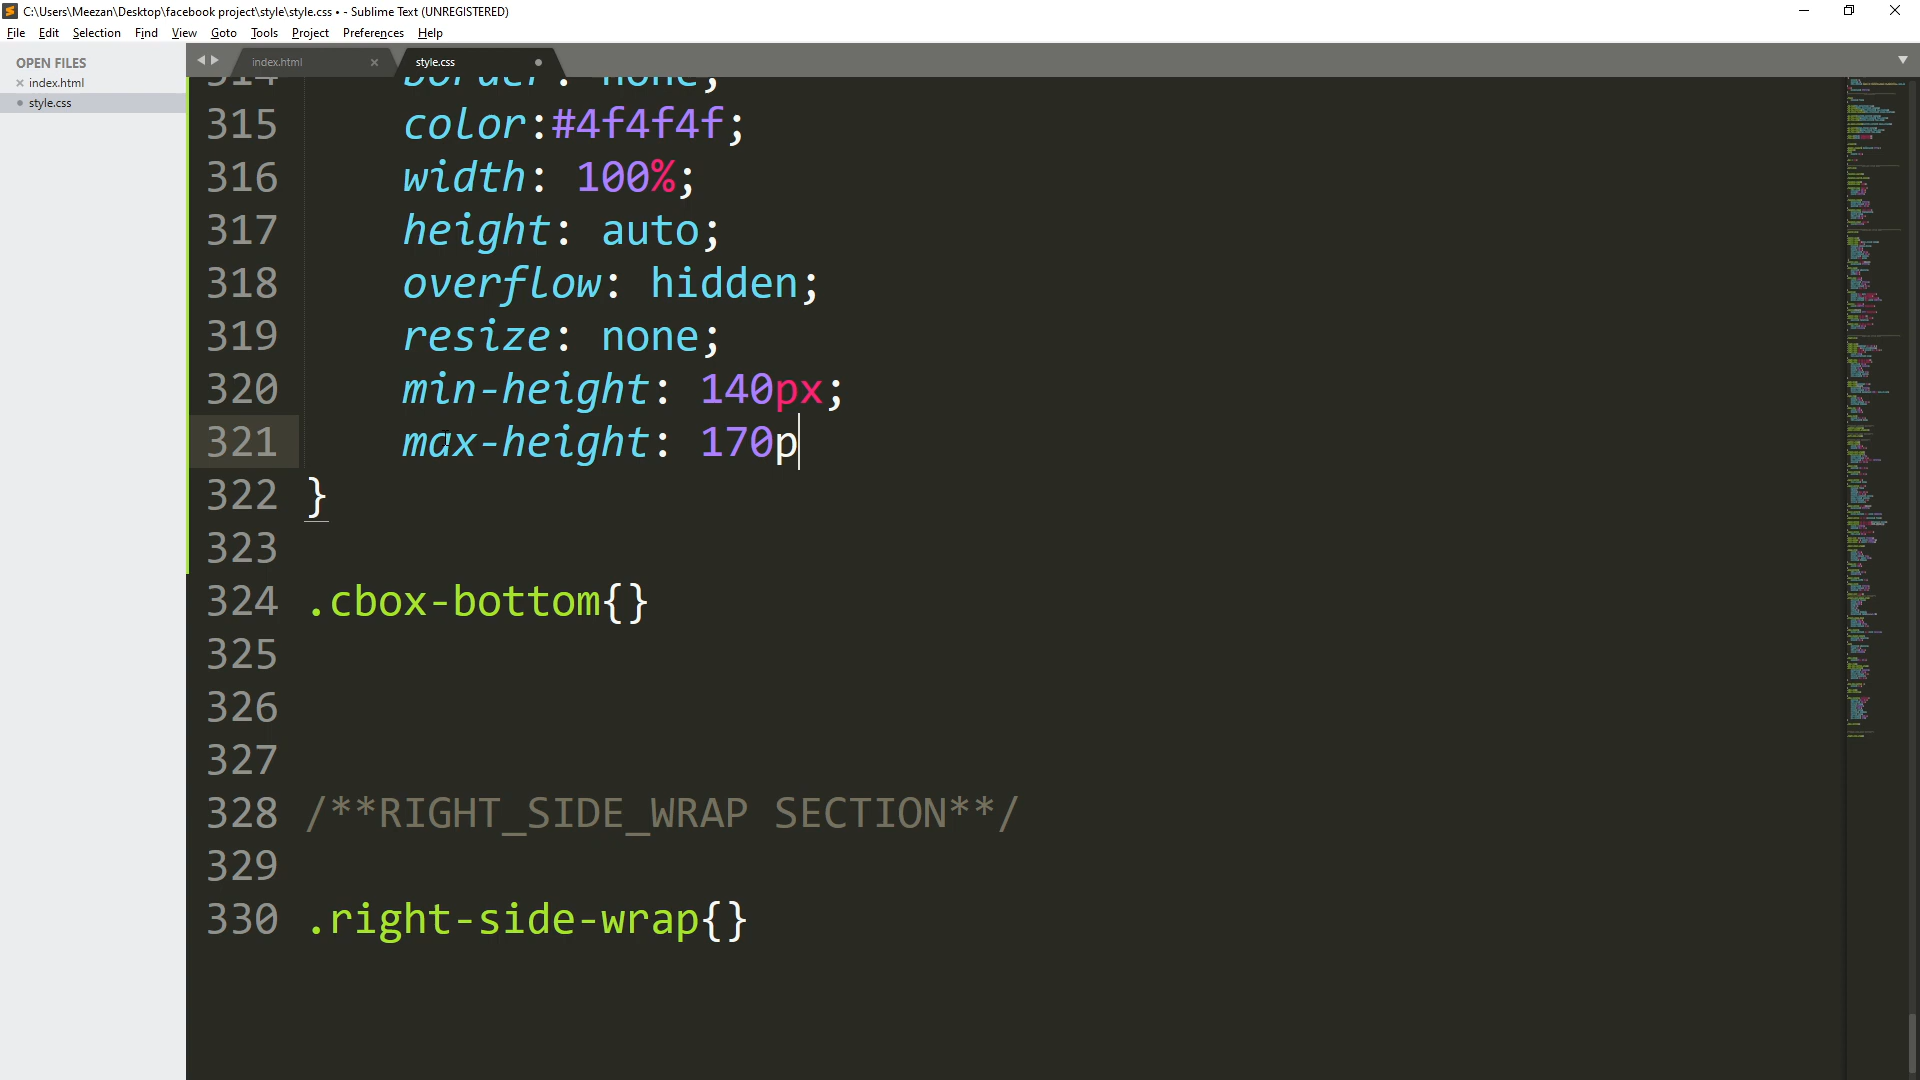 C:\Users\Meezan\Desktop\facebook project\style\style.css • - Sublime Text (UNREGISTERED)
File Edit Selection Find View Goto Tools Project Preferences Help
OPEN FILES
index.html
style.css
index.html style.css
314 border: none;
315 color:#4f4f4f;
316 width: 100%;
317 height: auto;
318 overflow: hidden;
319 resize: none;
320 min-height: 140px;
321 max-height: 170p
322 }
323
324 .cbox-bottom{}
325
326
327
328 /**RIGHT_SIDE_WRAP SECTION**/
329
330 .right-side-wrap{}